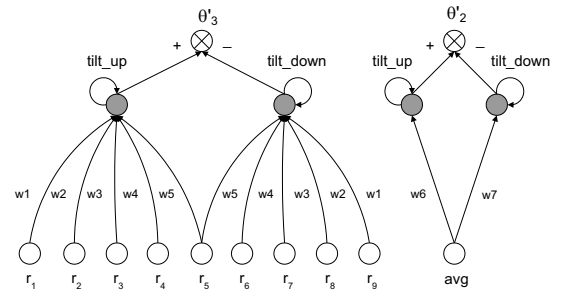 θ'₃ θ'₂
+ − + −
tilt_up tilt_down tilt_up tilt_down
w1 w2 w3 w4 w5 w5 w4 w3 w2 w1 w6 w7
r₁ r₂ r₃ r₄ r₅ r₆ r₇ r₈ r₉ avg